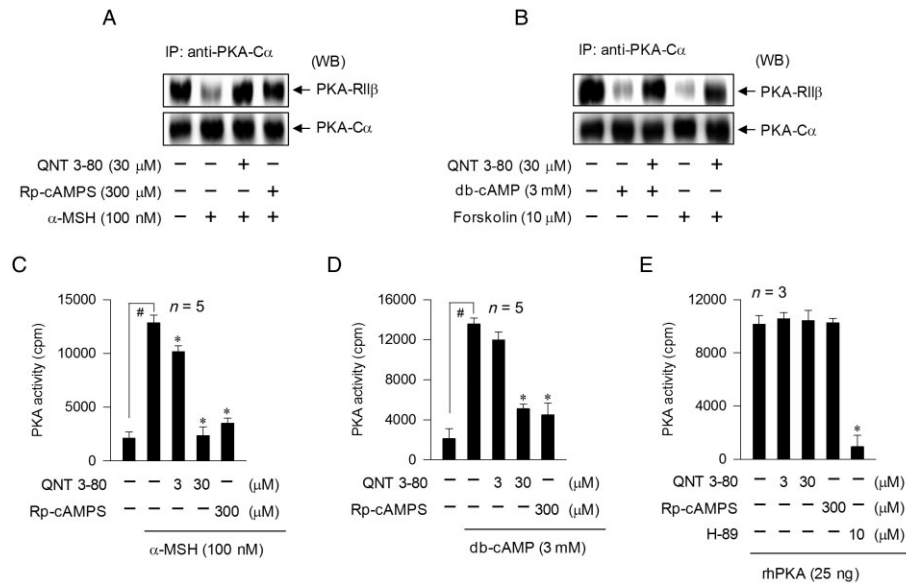 A
IP: anti-PKA-Cα (WB)
PKA-RIIβ
PKA-Cα
QNT 3-80 (30 μM) − − + −
Rp-cAMPS (300 μM) − − − +
α-MSH (100 nM) − + + +
B
IP: anti-PKA-Cα (WB)
PKA-RIIβ
PKA-Cα
QNT 3-80 (30 μM) − − + − +
db-cAMP (3 mM) − + + − −
Forskolin (10 μM) − − − + +
C
n = 5
#
* * *
PKA activity (cpm)
15000
10000
5000
0
QNT 3-80 − − 3 30 − (μM)
Rp-cAMPS − − − − 300 (μM)
α-MSH (100 nM)
D
n = 5
#
* *
PKA activity (cpm)
16000
12000
8000
4000
0
QNT 3-80 − − 3 30 − (μM)
Rp-cAMPS − − − − 300 (μM)
db-cAMP (3 mM)
E
n = 3
*
PKA activity (cpm)
12000
8000
4000
0
QNT 3-80 − 3 30 − − (μM)
Rp-cAMPS − − − 300 − (μM)
H-89 − − − − 10 (μM)
rhPKA (25 ng)